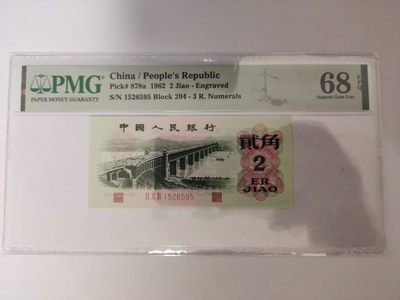 PMG
PAPER MONEY GUARANTY
China / People's Republic
Pick# 878a 1962 2 Jiao - Engraved
S/N 1526595 Block 204 - 3 R. Numerals
68 EPQ
Superb Gem Unc
中國人民銀行
貳角
2
ER
JIAO
1526595